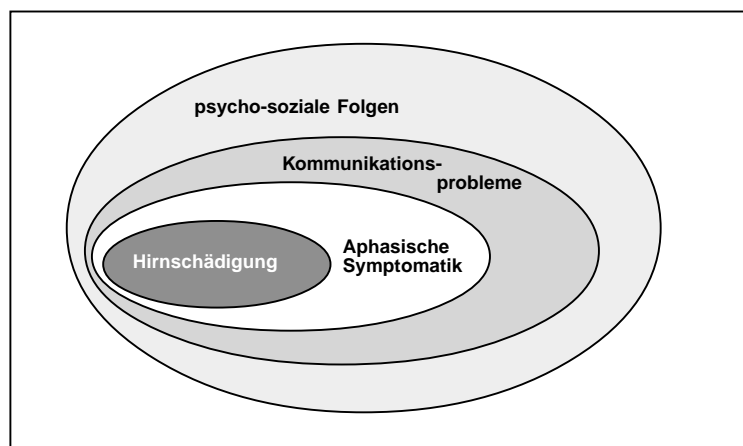 psycho-soziale Folgen
Kommunikations-
probleme
Aphasische
Symptomatik
Hirnschädigung